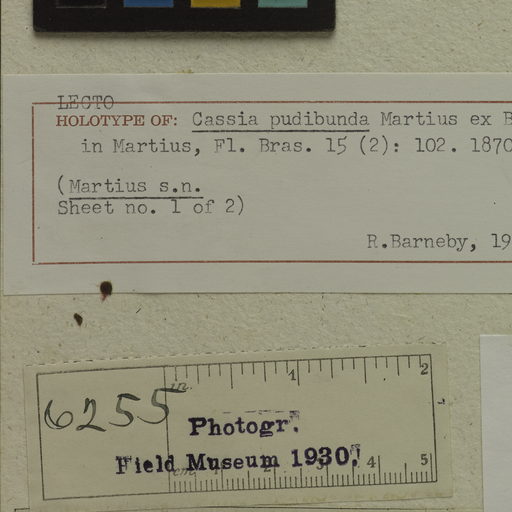 LECTO
HOLOTYPE OF: Cassia pudibunda Martius ex B
in Martius, Fl. Bras. 15 (2): 102. 1870
(Martius s.n.
Sheet no. 1 of 2)
R.Barneby, 19
in. 1 2
6255
Photogr.
Field Museum 1930.
cm. 4 5